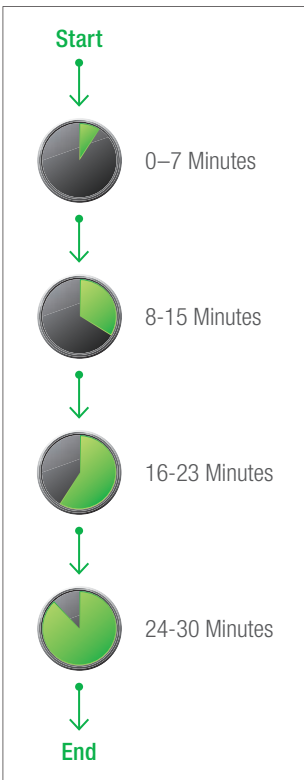 Start
0–7 Minutes
8-15 Minutes
16-23 Minutes
24-30 Minutes
End